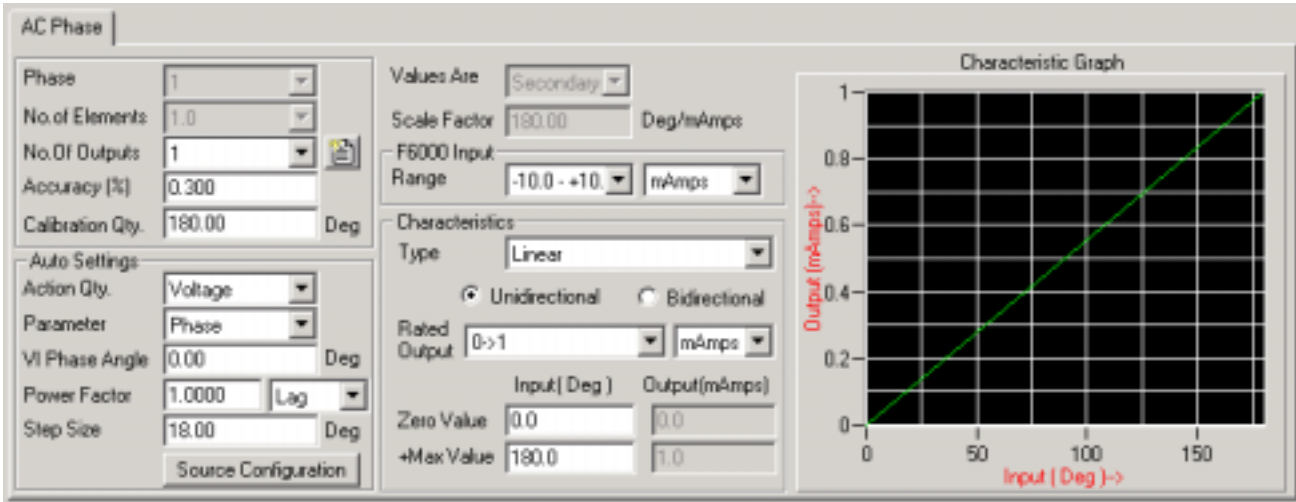 AC Phase
Phase 1
No.of Elements 1.0
No.Of Outputs 1
Accuracy (%) 0.300
Calibration Qty. 180.00 Deg
Auto Settings
Action Qty. Voltage
Parameter Phase
VI Phase Angle 0.00 Deg
Power Factor 1.0000 Lag
Step Size 18.00 Deg
Source Configuration
Values Are Secondary
Scale Factor 180.00 Deg/mAmps
F6000 Input
Range -10.0 - +10. mAmps
Characteristics
Type Linear
Unidirectional Bidirectional
Rated
Output 0->1 mAmps
Input( Deg ) Output(mAmps)
Zero Value 0.0 0.0
+Max Value 180.0 1.0
Characteristic Graph
Output (mAmps)-->
1
0.8
0.6
0.4
0.2
0
0 50 100 150
Input ( Deg )-->